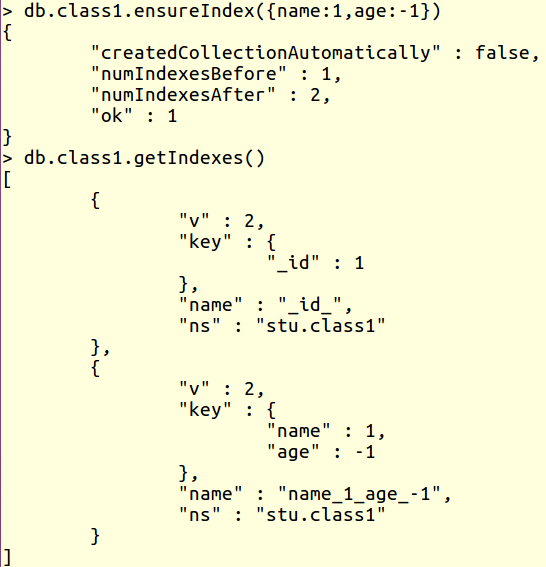 > db.class1.ensureIndex({name:1,age:-1})
{
        "createdCollectionAutomatically" : false,
        "numIndexesBefore" : 1,
        "numIndexesAfter" : 2,
        "ok" : 1
}
> db.class1.getIndexes()
[
        {
                "v" : 2,
                "key" : {
                        "_id" : 1
                },
                "name" : "_id_",
                "ns" : "stu.class1"
        },
        {
                "v" : 2,
                "key" : {
                        "name" : 1,
                        "age" : -1
                },
                "name" : "name_1_age_-1",
                "ns" : "stu.class1"
        }
]